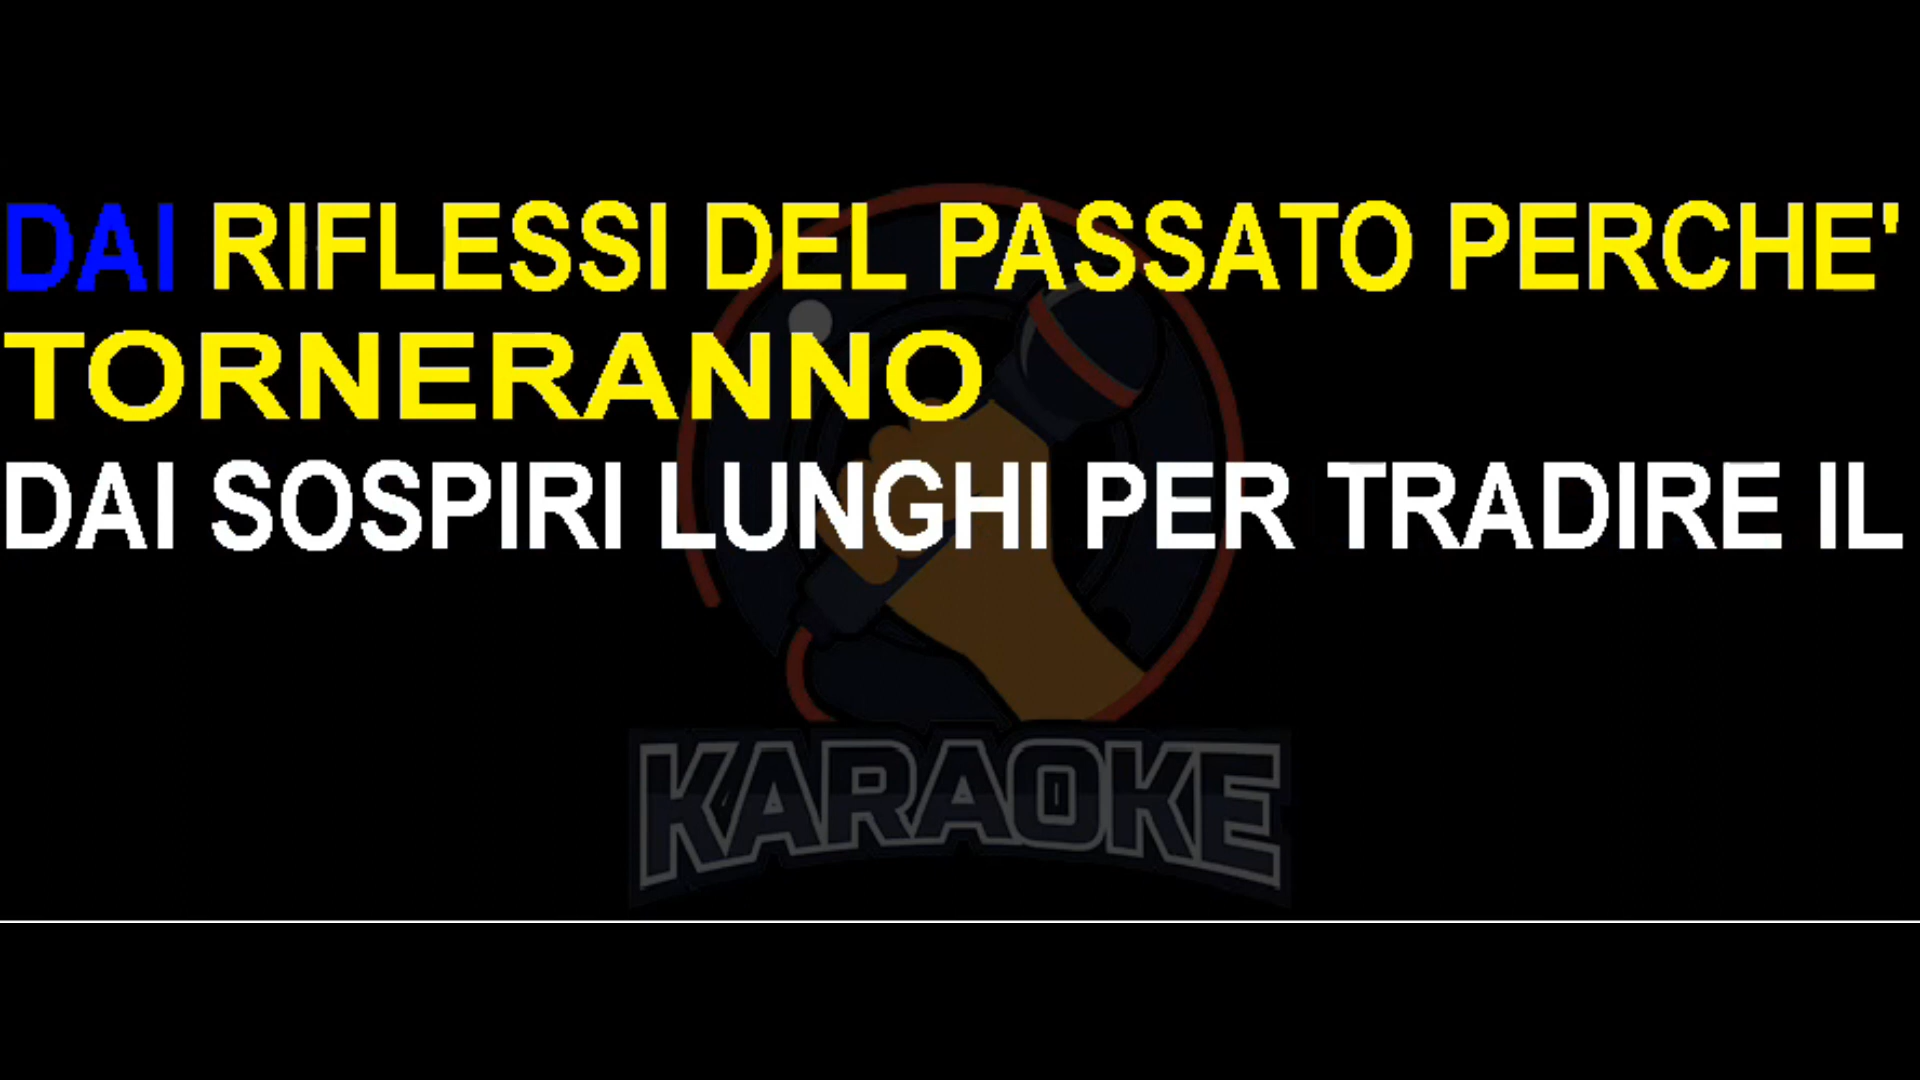 DAI RIFLESSI DEL PASSATO PERCHE'
TORNERANNO
DAI SOSPIRI LUNGHI PER TRADIRE IL
KARAOKE